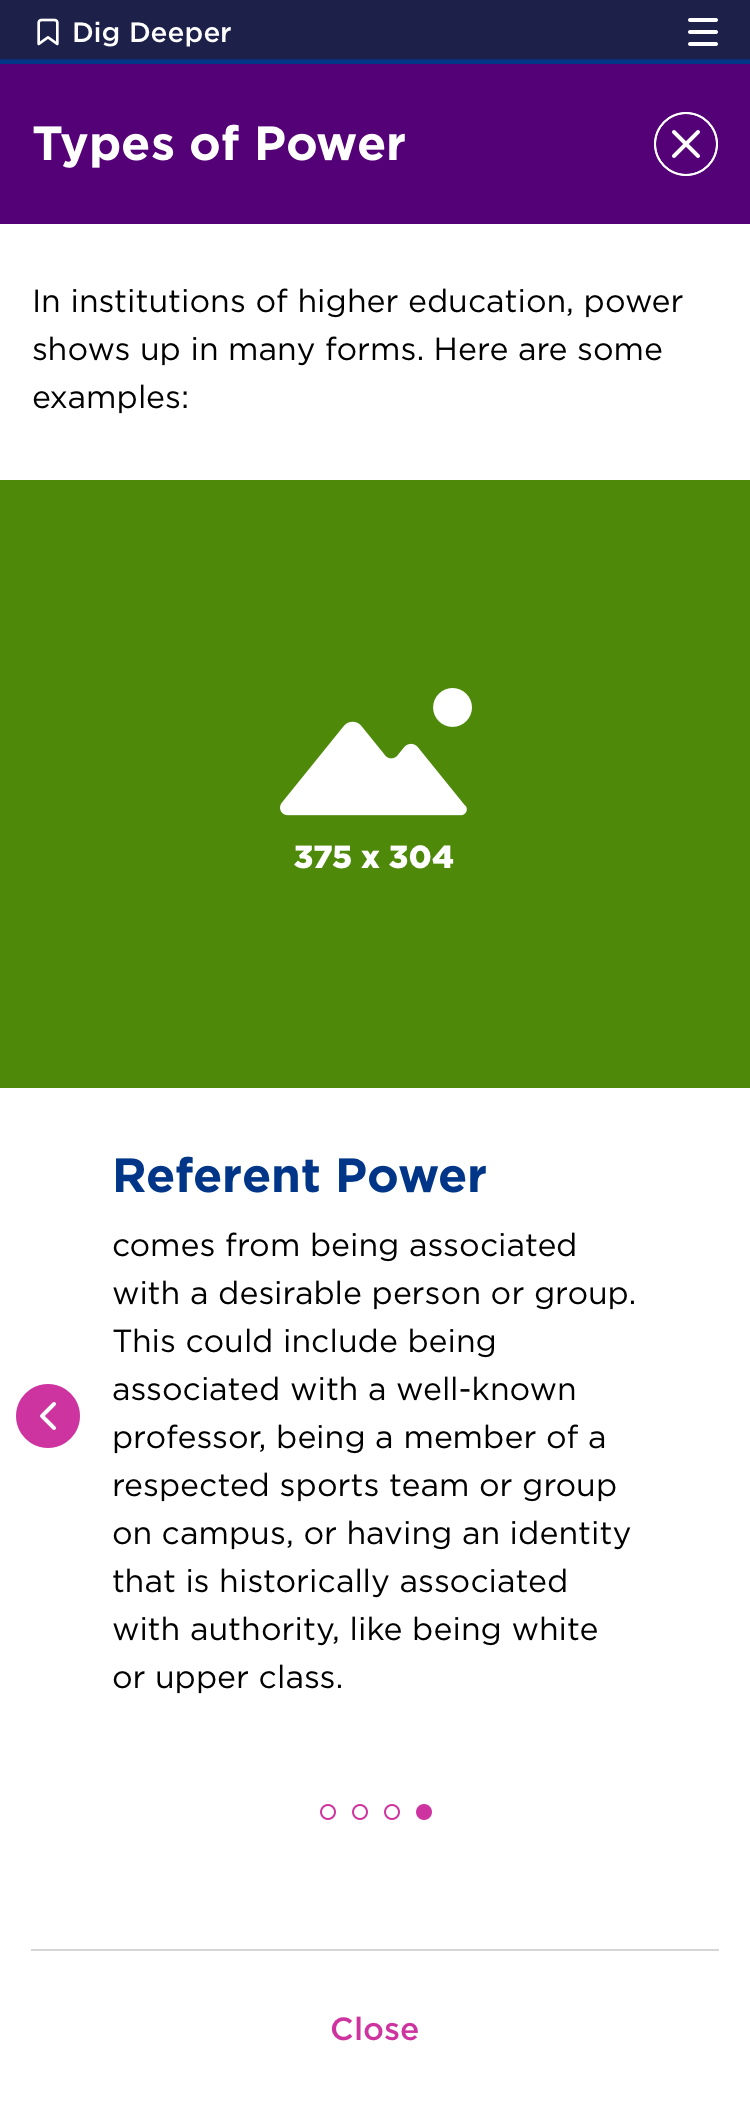 Dig Deeper
Types of Power
In institutions of higher education, power
shows up in many forms. Here are some
examples:
375 x 304
Referent Power
comes from being associated
with a desirable person or group.
This could include being
associated with a well-known
professor, being a member of a
respected sports team or group
on campus, or having an identity
that is historically associated
with authority, like being white
or upper class.
Close